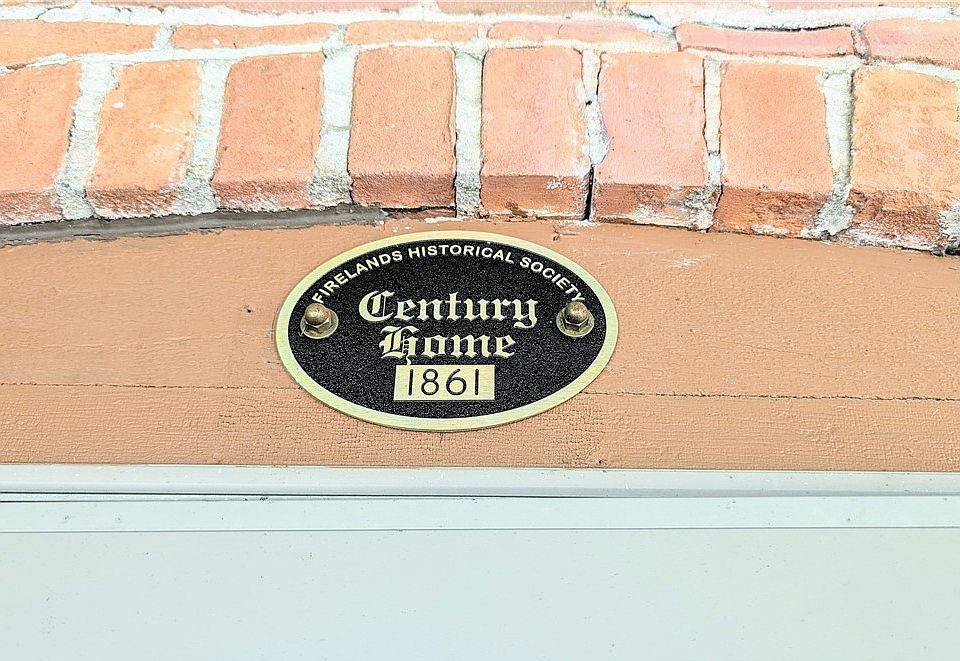 FIRELANDS HISTORICAL SOCIETY
Century
Home
1861